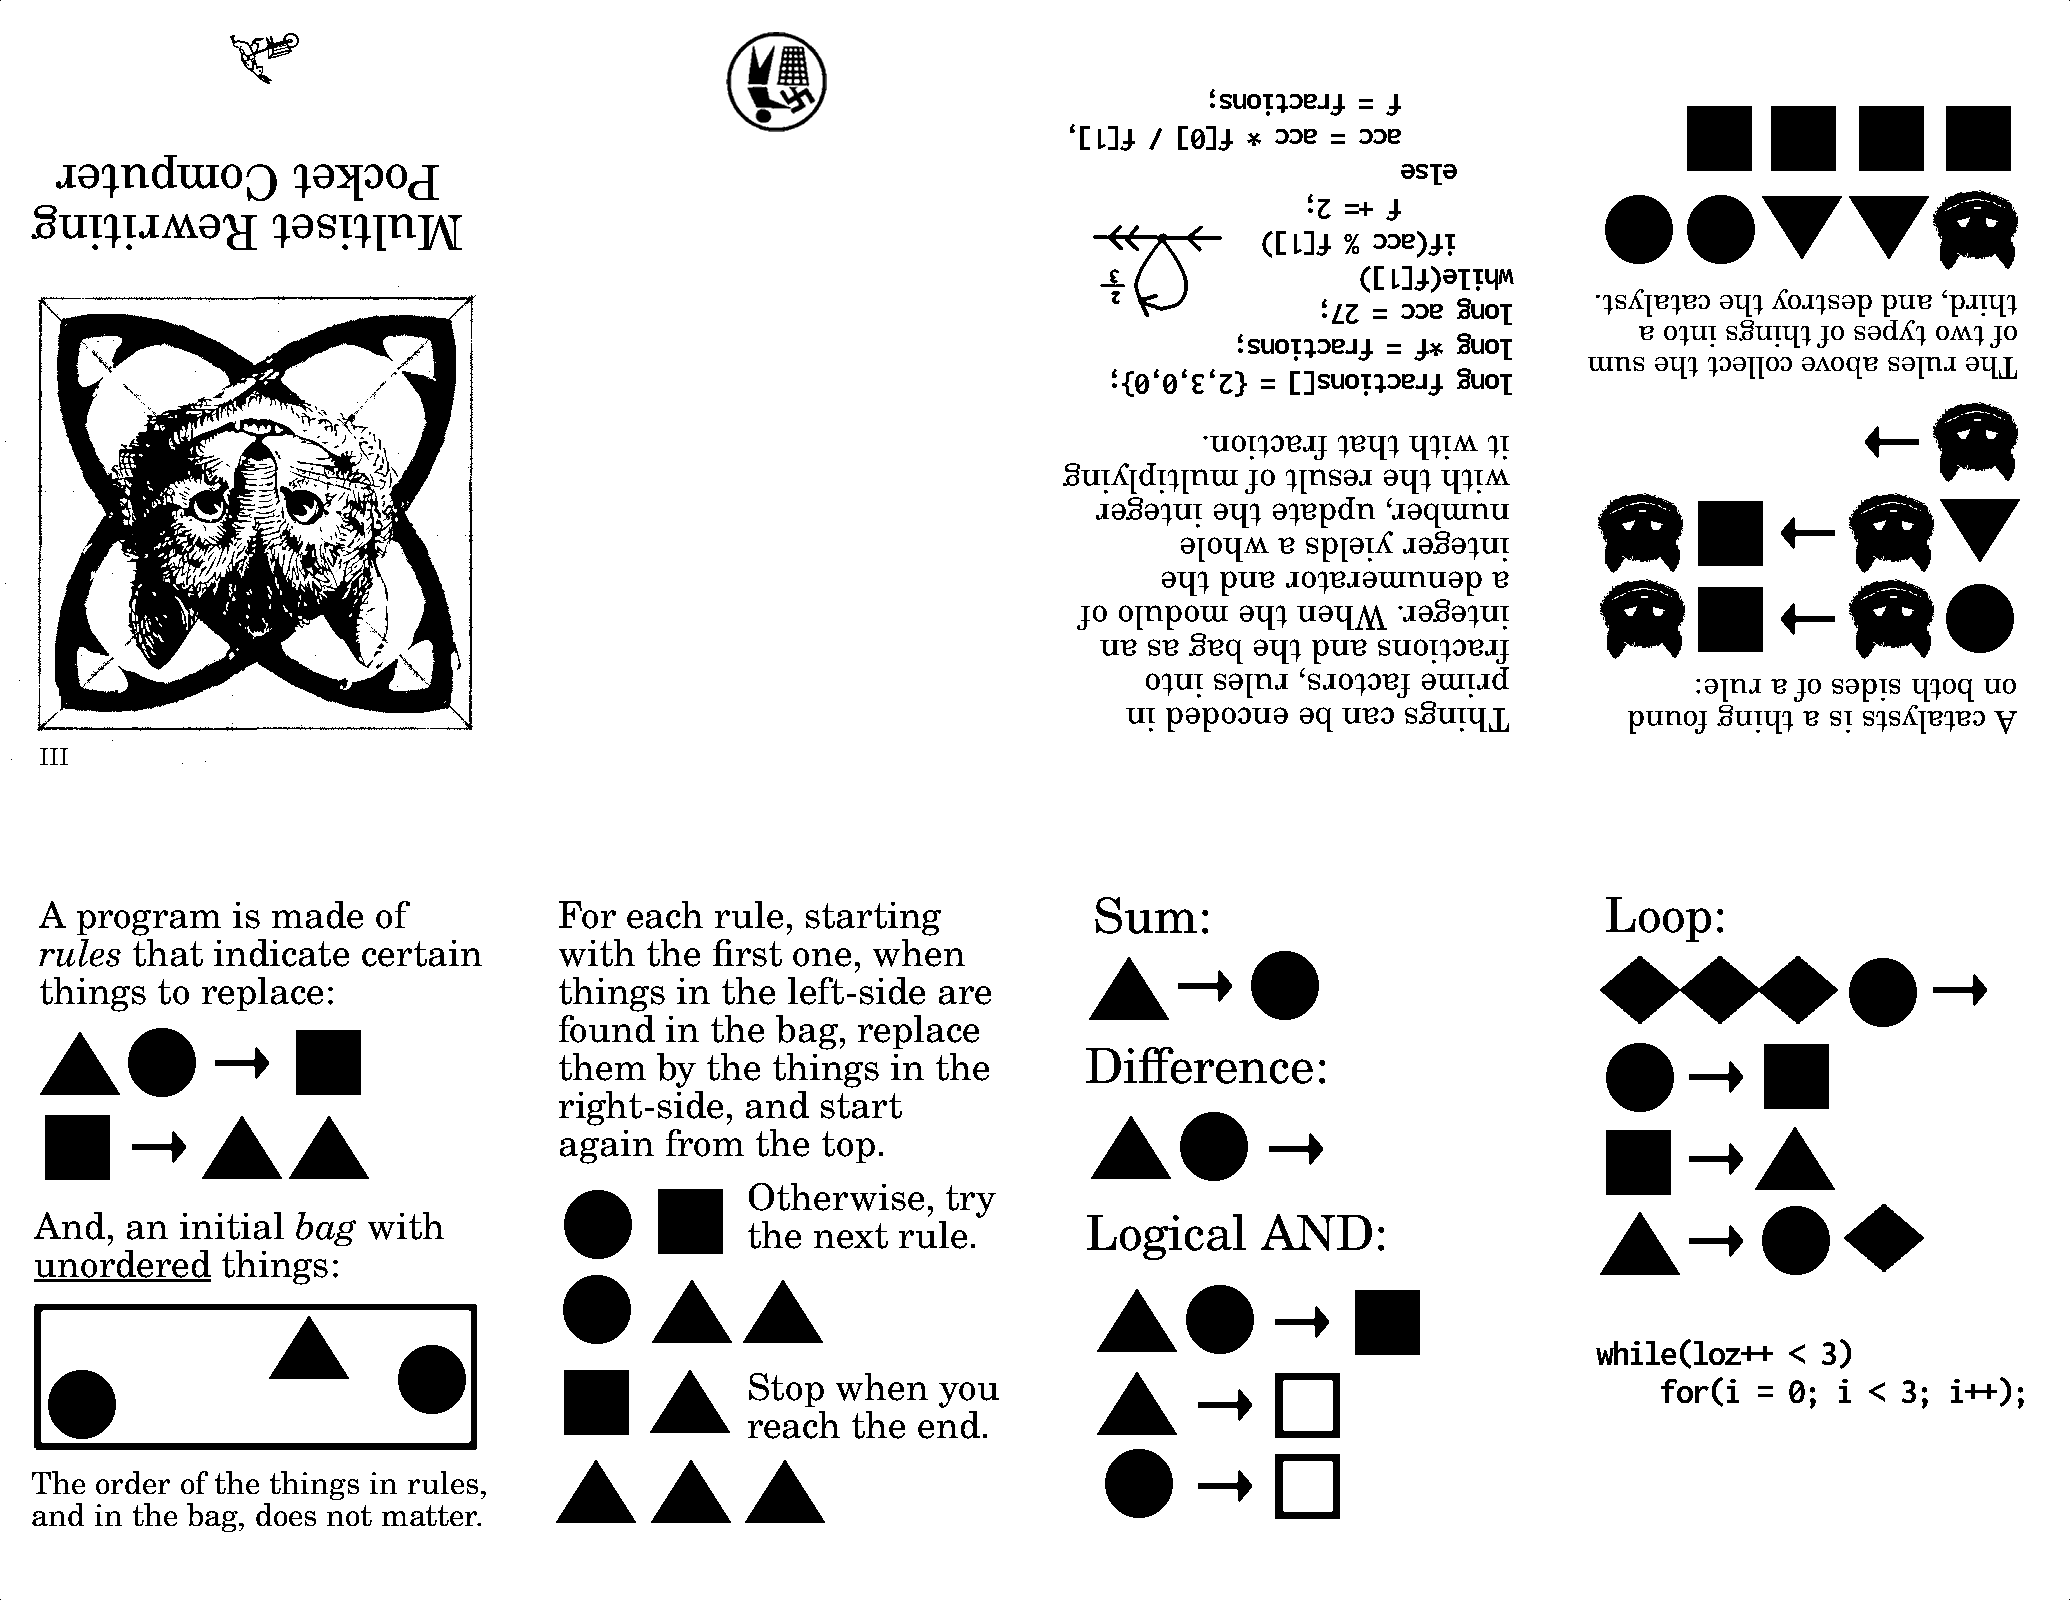 III
Multiset Rewriting
Pocket Computer
A program is made of
rules that indicate certain
things to replace:
And, an initial bag with
unordered things:
The order of the things in rules,
and in the bag, does not matter.
For each rule, starting
with the first one, when
things in the left-side are
found in the bag, replace
them by the things in the
right-side, and start
again from the top.
Otherwise, try
the next rule.
Stop when you
reach the end.
Sum:
Difference:
Logical AND:
Loop:
while(loz++ < 3)
for(i = 0; i < 3; i++);
A catalysts is a thing found
on both sides of a rule:
The rules above collect the sum
of two types of things into a
third, and destroy the catalyst.
Things can be encoded in
prime factors, rules into
fractions and the bag as an
integer. When the modulo of
a denumerator and the
integer yields a whole
number, update the integer
with the result of multiplying
it with that fraction.
long fractions[] = {2,3,0,0};
long *f = fractions;
long acc = 27;
while(f[1])
if(acc % f[1])
f += 2;
else
acc = acc * f[0] / f[1],
f = fractions;
2
3